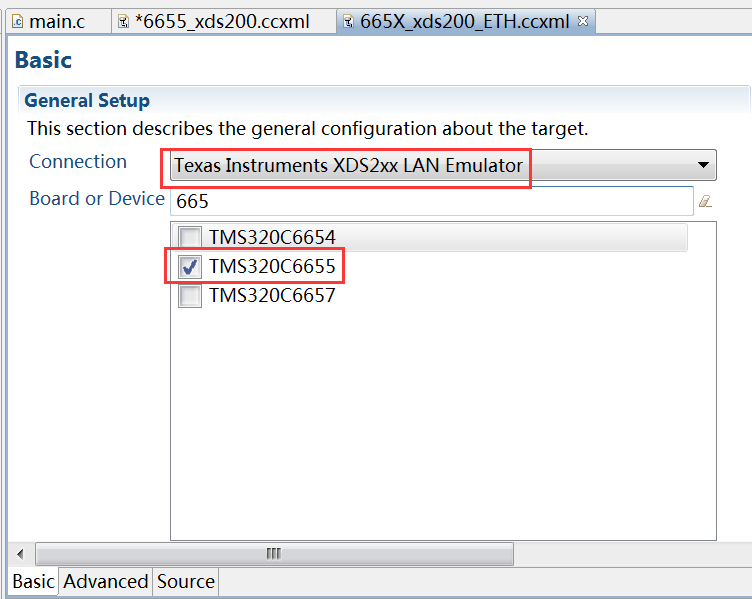 main.c *6655_xds200.ccxml 665X_xds200_ETH.ccxml
Basic
General Setup
This section describes the general configuration about the target.
Connection Texas Instruments XDS2xx LAN Emulator
Board or Device 665
TMS320C6654
TMS320C6655
TMS320C6657
Basic Advanced Source